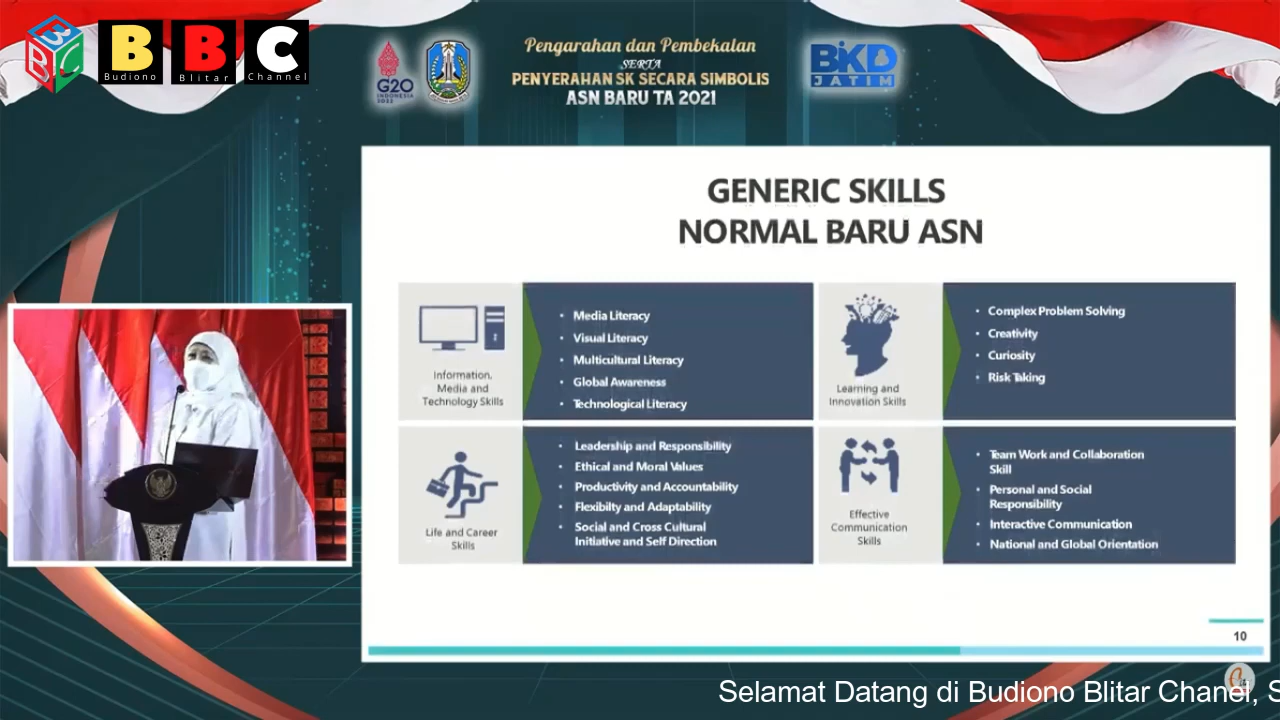 BBC
B B C
Budiono Blitar Channel
G20
INDONESIA
2022
Pengarahan dan Pembekalan
SERTA
PENYERAHAN SK SECARA SIMBOLIS
ASN BARU TA 2021
BKD
JATIM
GENERIC SKILLS
NORMAL BARU ASN
Information,
Media and
Technology Skills
• Media Literacy
• Visual Literacy
• Multicultural Literacy
• Global Awareness
• Technological Literacy
Learning and
Innovation Skills
• Complex Problem Solving
• Creativity
• Curiosity
• Risk Taking
Life and Career
Skills
• Leadership and Responsibility
• Ethical and Moral Values
• Productivity and Accountability
• Flexibilty and Adaptability
• Social and Cross Cultural
Initiative and Self Direction
Effective
Communication
Skills
• Team Work and Collaboration
Skill
• Personal and Social
Responsibility
• Interactive Communication
• National and Global Orientation
10
Selamat Datang di Budiono Blitar Chanel, S